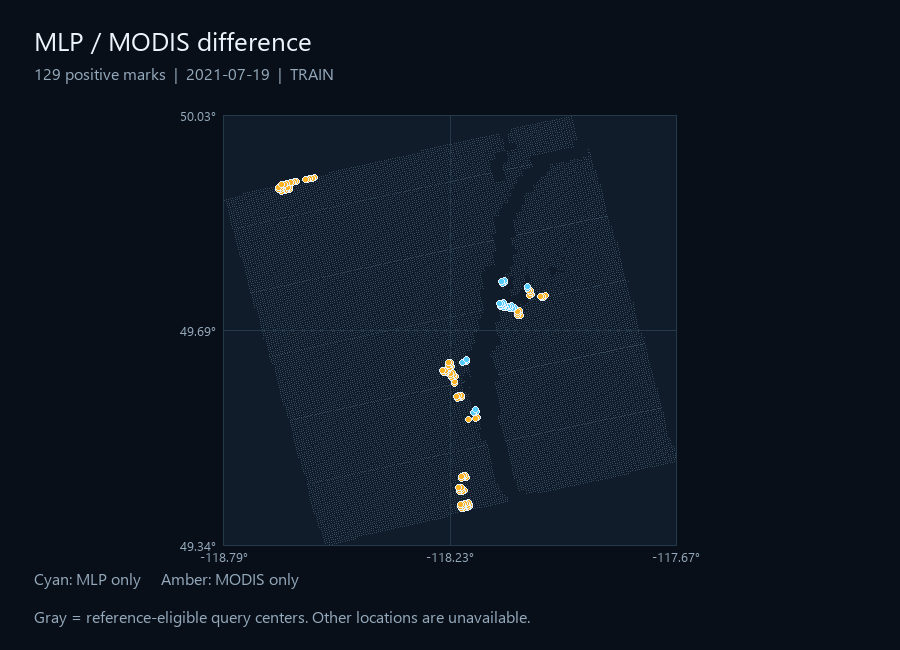 MLP / MODIS difference
129 positive marks | 2021-07-19 | TRAIN
50.03°
49.69°
49.34°
-118.79° -118.23° -117.67°
Cyan: MLP only Amber: MODIS only
Gray = reference-eligible query centers. Other locations are unavailable.